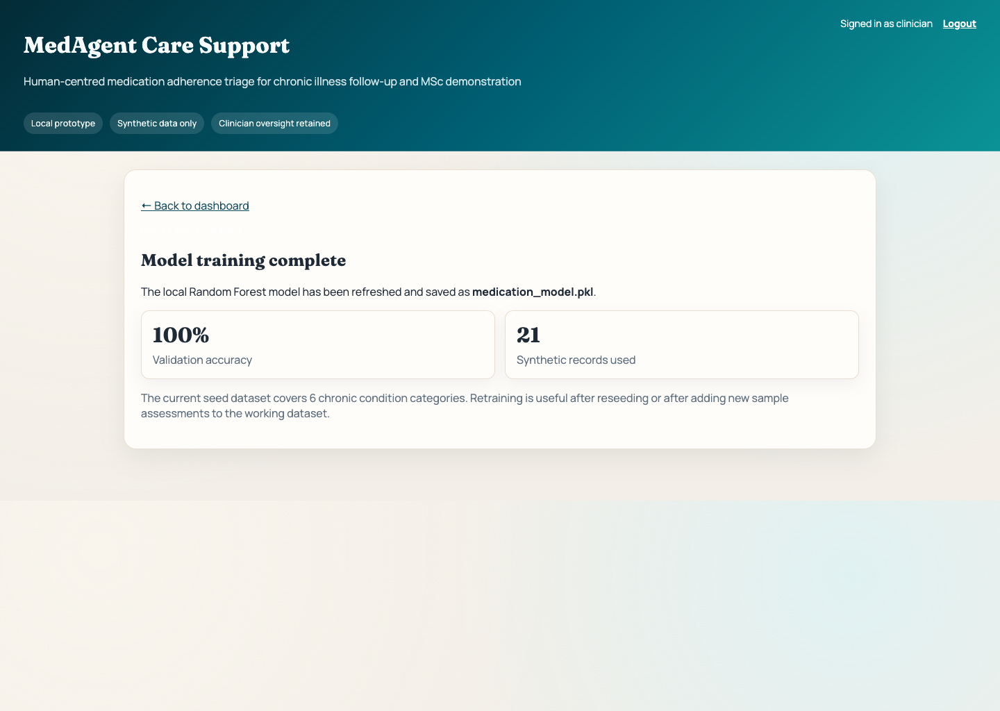 Signed in as clinician Logout
MedAgent Care Support
Human-centred medication adherence triage for chronic illness follow-up and MSc demonstration
Local prototype Synthetic data only Clinician oversight retained
← Back to dashboard
Model training complete
The local Random Forest model has been refreshed and saved as medication_model.pkl.
100%
Validation accuracy
21
Synthetic records used
The current seed dataset covers 6 chronic condition categories. Retraining is useful after reseeding or after adding new sample
assessments to the working dataset.